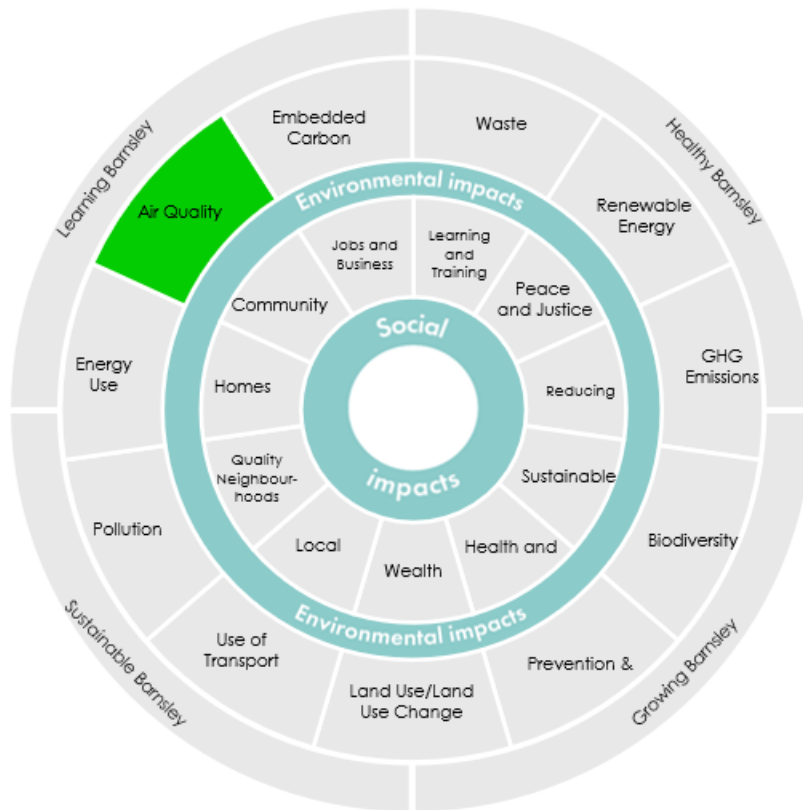 Learning Barnsley
Healthy Barnsley
Growing Barnsley
Sustainable Barnsley
Embedded
Carbon
Waste
Renewable
Energy
GHG
Emissions
Biodiversity
Prevention &
Land Use/Land
Use Change
Use of
Transport
Pollution
Energy
Use
Air Quality
Environmental impacts
Environmental impacts
Jobs and
Business
Learning
and
Training
Peace
and Justice
Reducing
Sustainable
Health and
Wealth
Local
Quality
Neighbour-
hoods
Homes
Community
Social
impacts